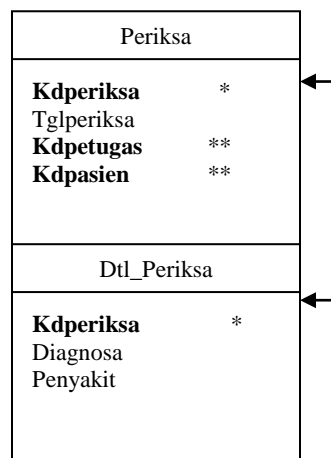 Periksa
Kdperiksa *
Tglperiksa
Kdpetugas **
Kdpasien **
Dtl_Periksa
Kdperiksa *
Diagnosa
Penyakit